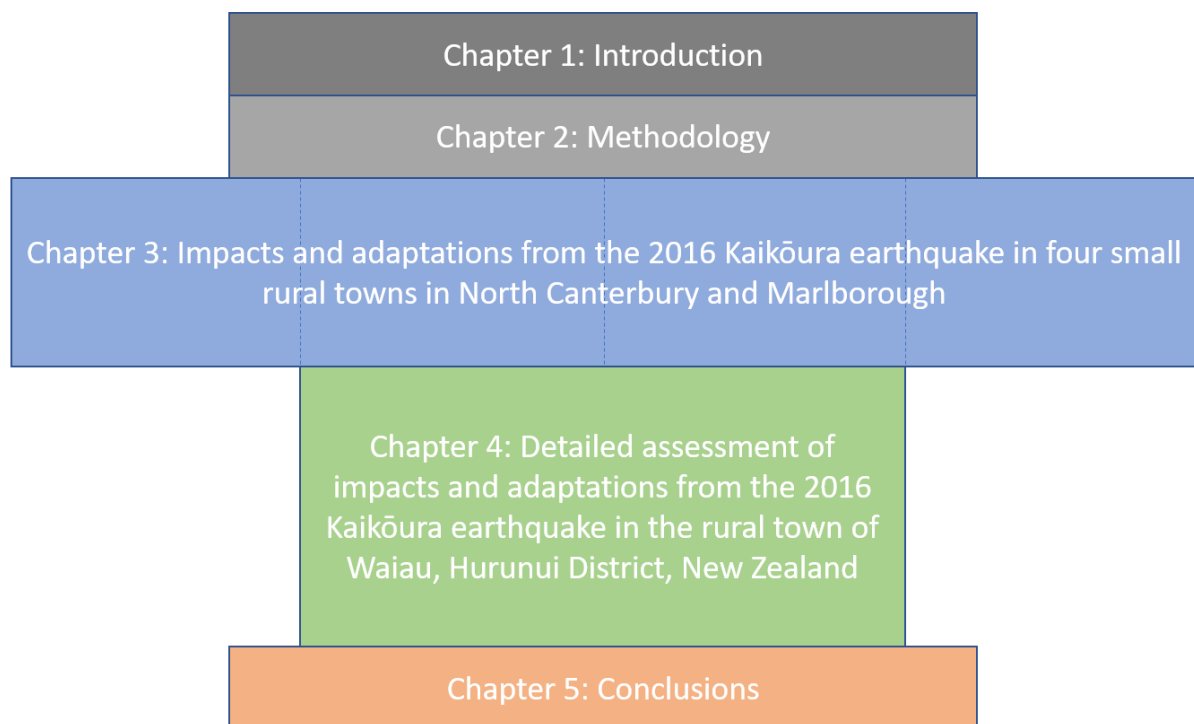 Chapter 1: Introduction
Chapter 2: Methodology
Chapter 3: Impacts and adaptations from the 2016 Kaikōura earthquake in four small
rural towns in North Canterbury and Marlborough
Chapter 4: Detailed assessment of
impacts and adaptations from the 2016
Kaikōura earthquake in the rural town of
Waiau, Hurunui District, New Zealand
Chapter 5: Conclusions